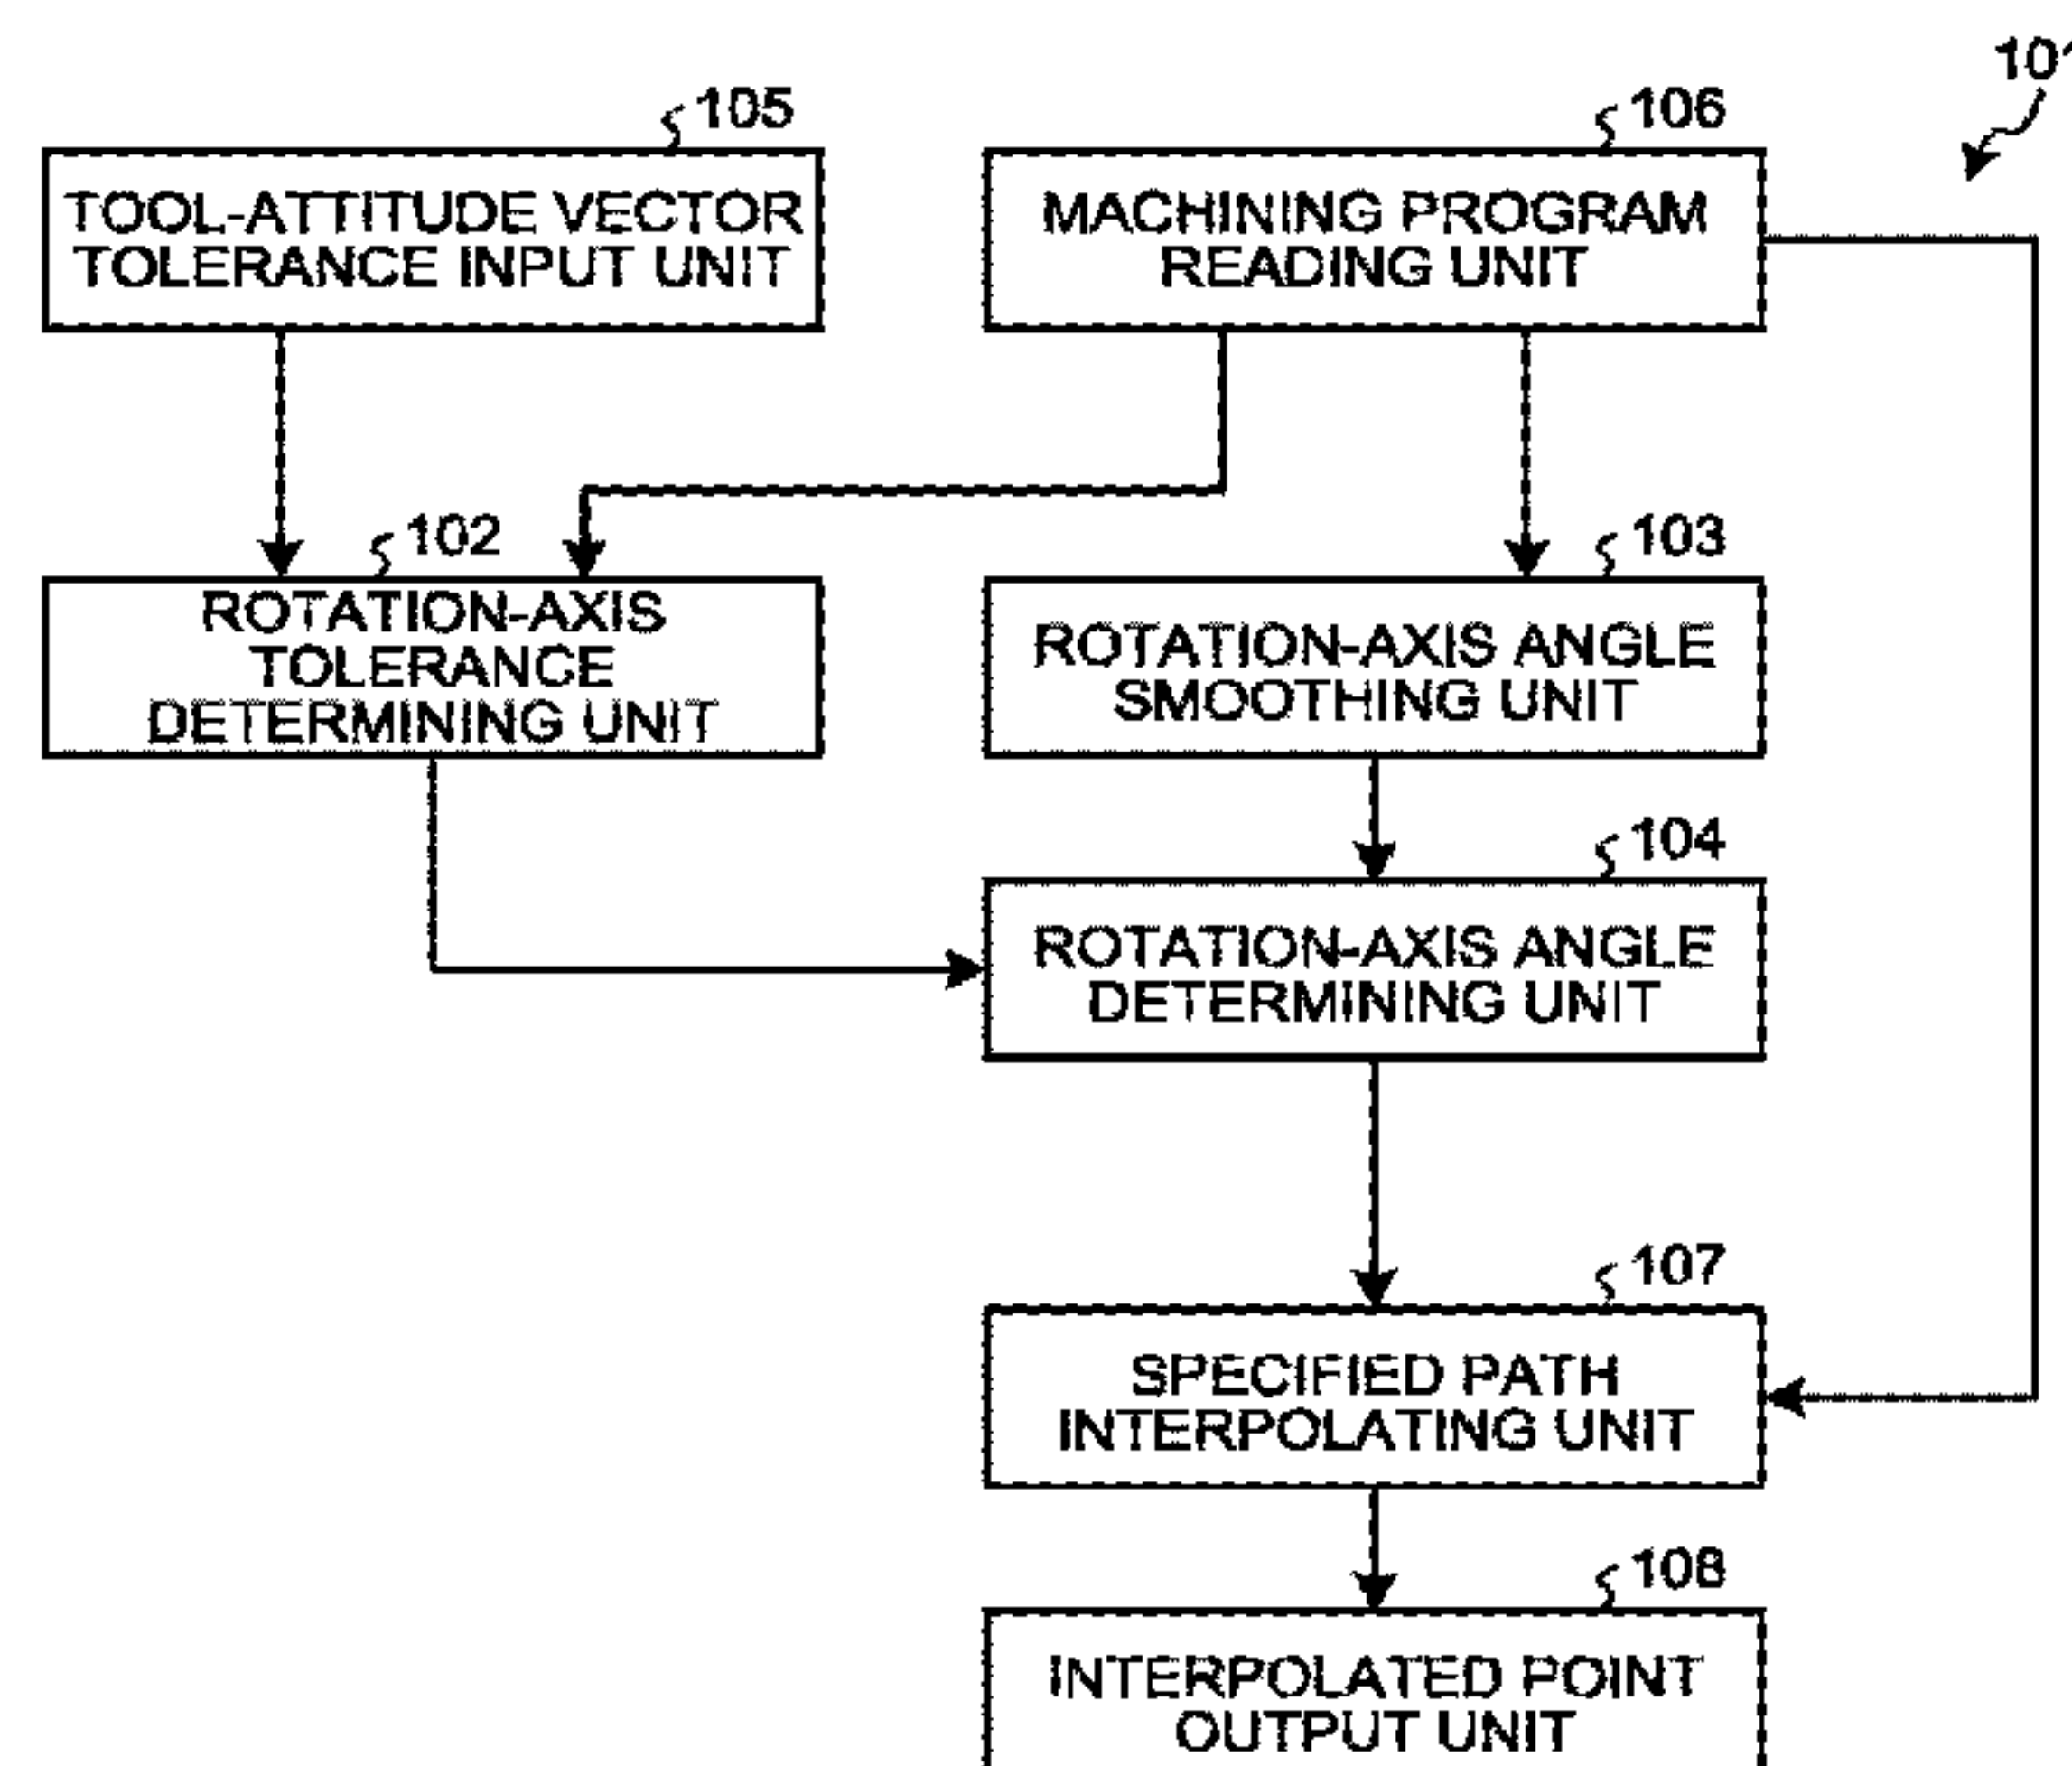 101
105
TOOL-ATTITUDE VECTOR
TOLERANCE INPUT UNIT
106
MACHINING PROGRAM
READING UNIT
102
ROTATION-AXIS
TOLERANCE
DETERMINING UNIT
103
ROTATION-AXIS ANGLE
SMOOTHING UNIT
104
ROTATION-AXIS ANGLE
DETERMINING UNIT
107
SPECIFIED PATH
INTERPOLATING UNIT
108
INTERPOLATED POINT
OUTPUT UNIT